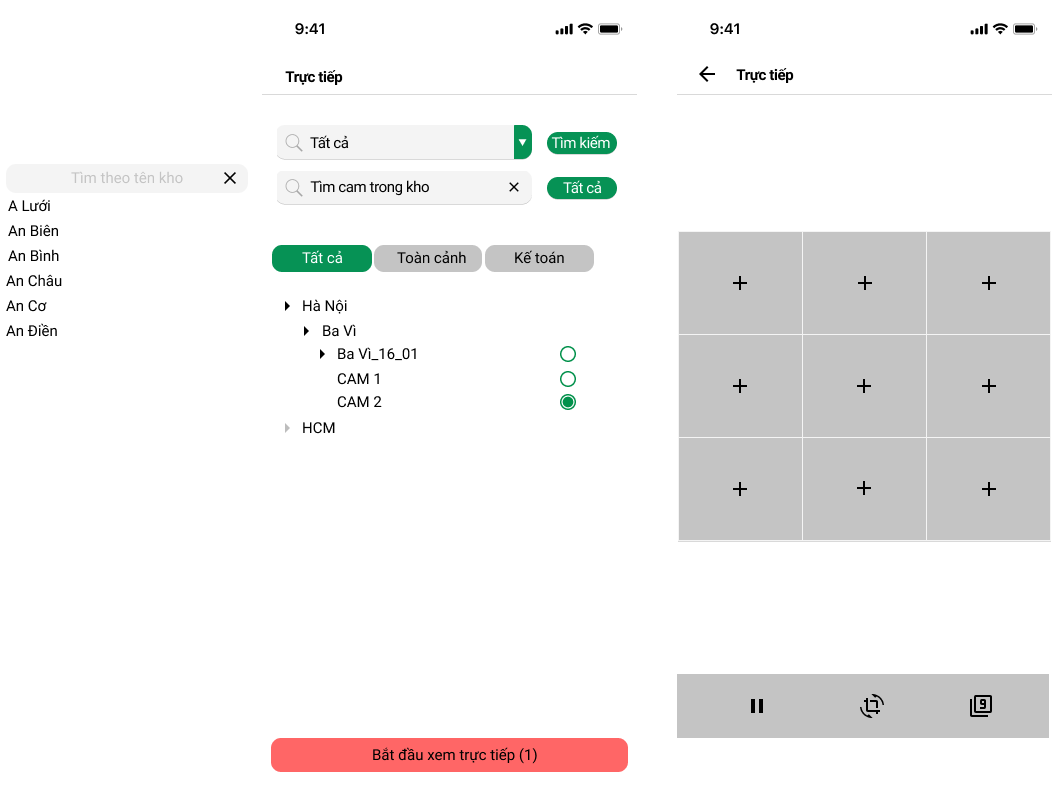 Tìm theo tên kho
A Lưới
An Biên
An Bình
An Châu
An Cơ
An Điền
9:41
Trực tiếp
Tất cả
Tìm kiếm
Tìm cam trong kho
Tất cả
Tất cả
Toàn cảnh
Kế toán
Hà Nội
Ba Vì
Ba Vì_16_01
CAM 1
CAM 2
HCM
Bắt đầu xem trực tiếp (1)
9:41
Trực tiếp
9